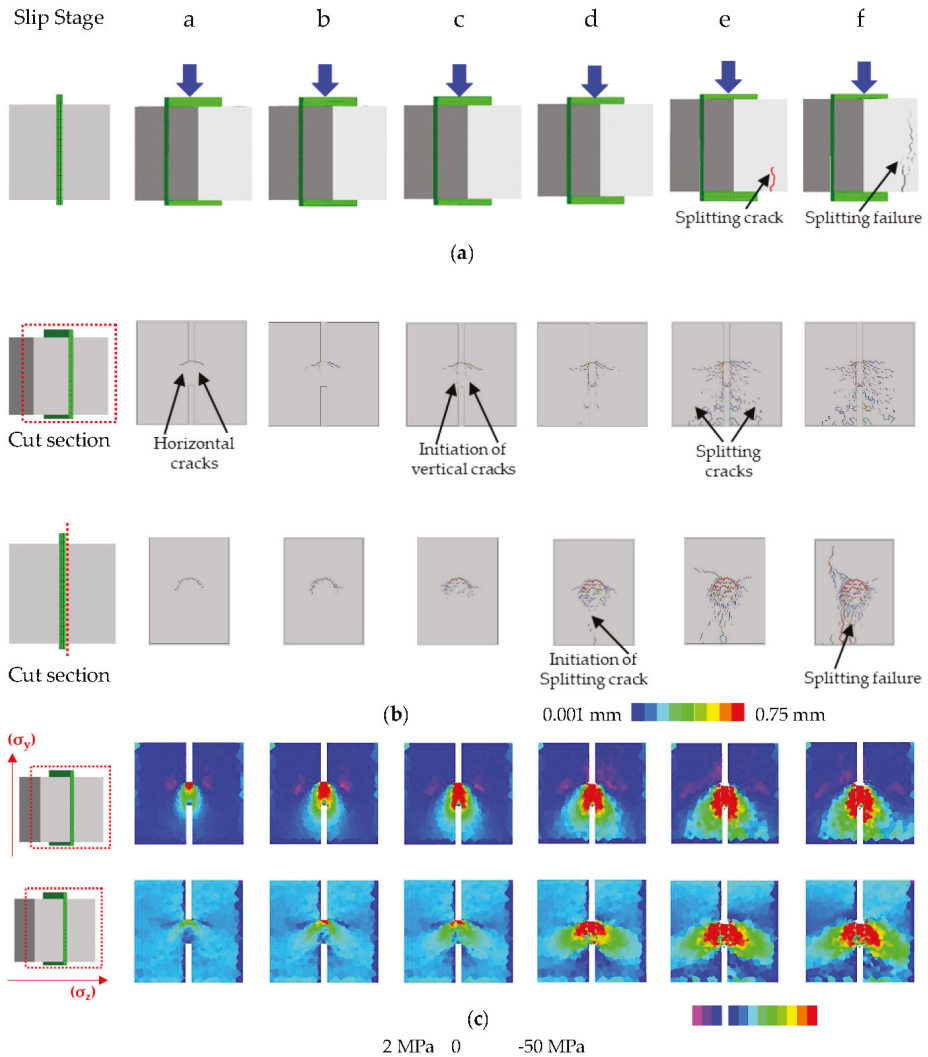 Slip Stage a b c d e f
Splitting crack Splitting failure
(a)
Cut section
Horizontal
cracks
Initiation of
vertical cracks
Splitting
cracks
Cut section
Initiation of
Splitting crack
Splitting failure
(b)
0.001 mm 0.75 mm
(σy)
(σz)
(c)
2 MPa 0 -50 MPa